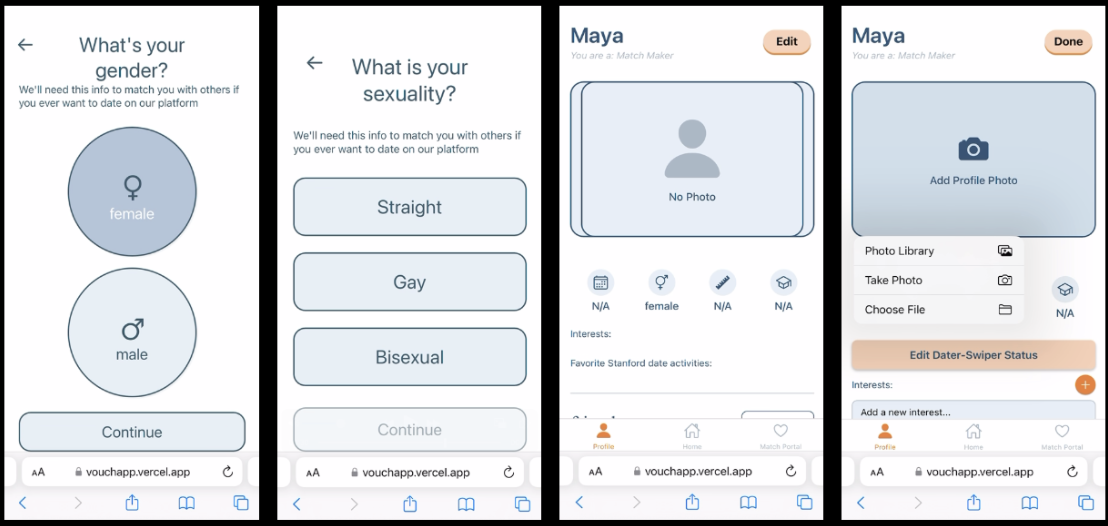 What's your
gender?
We'll need this info to match you with others if
you ever want to date on our platform
female
male
Continue
AA
vouchapp.vercel.app
What is your
sexuality?
We'll need this info to match you with others if
you ever want to date on our platform
Straight
Gay
Bisexual
Continue
AA
vouchapp.vercel.app
Maya
Edit
You are a: Match Maker
No Photo
N/A
female
N/A
N/A
Interests:
Favorite Stanford date activities:
Profile
Home
Match Portal
AA
vouchapp.vercel.app
Maya
Done
You are a: Match Maker
Add Profile Photo
Photo Library
Take Photo
Choose File
N/A
Edit Dater-Swiper Status
Interests:
Add a new interest...
Profile
Home
Match Portal
AA
vouchapp.vercel.app